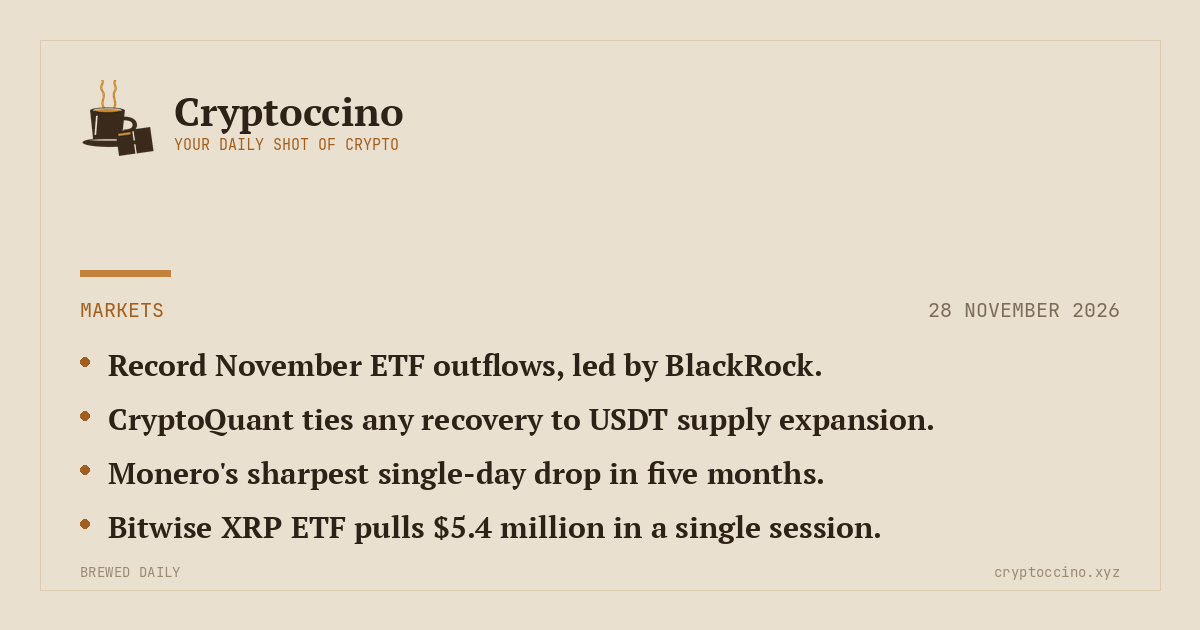 Cryptoccino
YOUR DAILY SHOT OF CRYPTO
MARKETS
28 NOVEMBER 2026
Record November ETF outflows, led by BlackRock.
CryptoQuant ties any recovery to USDT supply expansion.
Monero's sharpest single-day drop in five months.
Bitwise XRP ETF pulls $5.4 million in a single session.
BREWED DAILY
cryptoccino.xyz